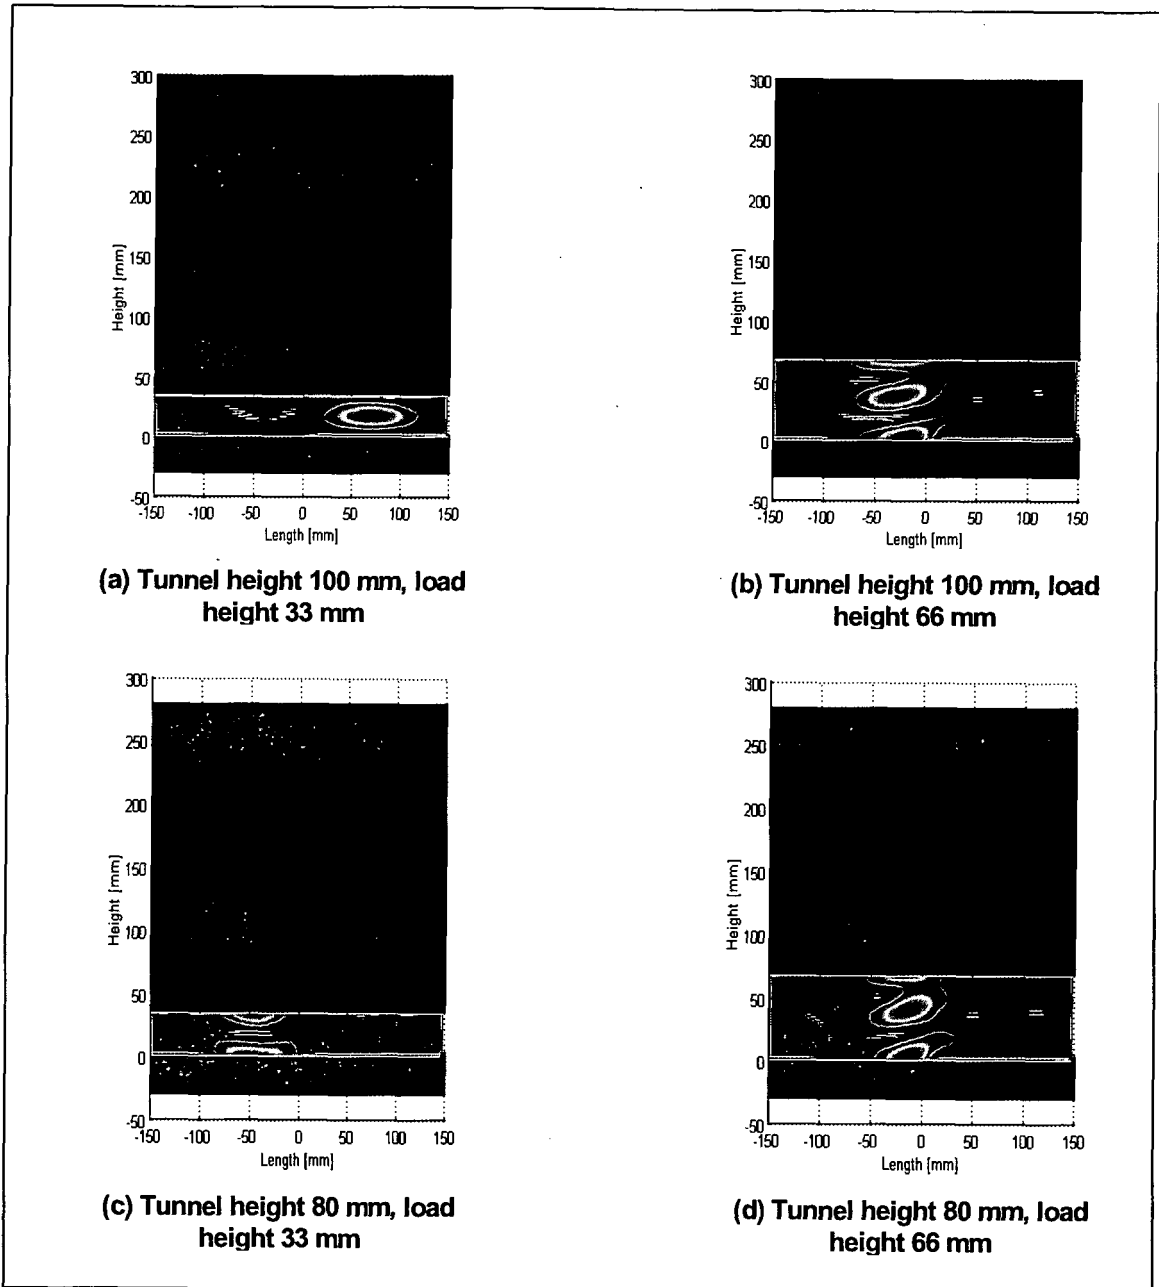 300
250
200
150
100
50
0
-50
Height [mm]
-150 -100 -50 0 50 100 150
Length [mm]
(a) Tunnel height 100 mm, load
height 33 mm
300
250
200
150
100
50
0
-50
Height [mm]
-150 -100 -50 0 50 100 150
Length [mm]
(b) Tunnel height 100 mm, load
height 66 mm
300
250
200
150
100
50
0
-50
Height [mm]
-150 -100 -50 0 50 100 150
Length [mm]
(c) Tunnel height 80 mm, load
height 33 mm
300
250
200
150
100
50
0
-50
Height [mm]
-150 -100 -50 0 50 100 150
Length [mm]
(d) Tunnel height 80 mm, load
height 66 mm